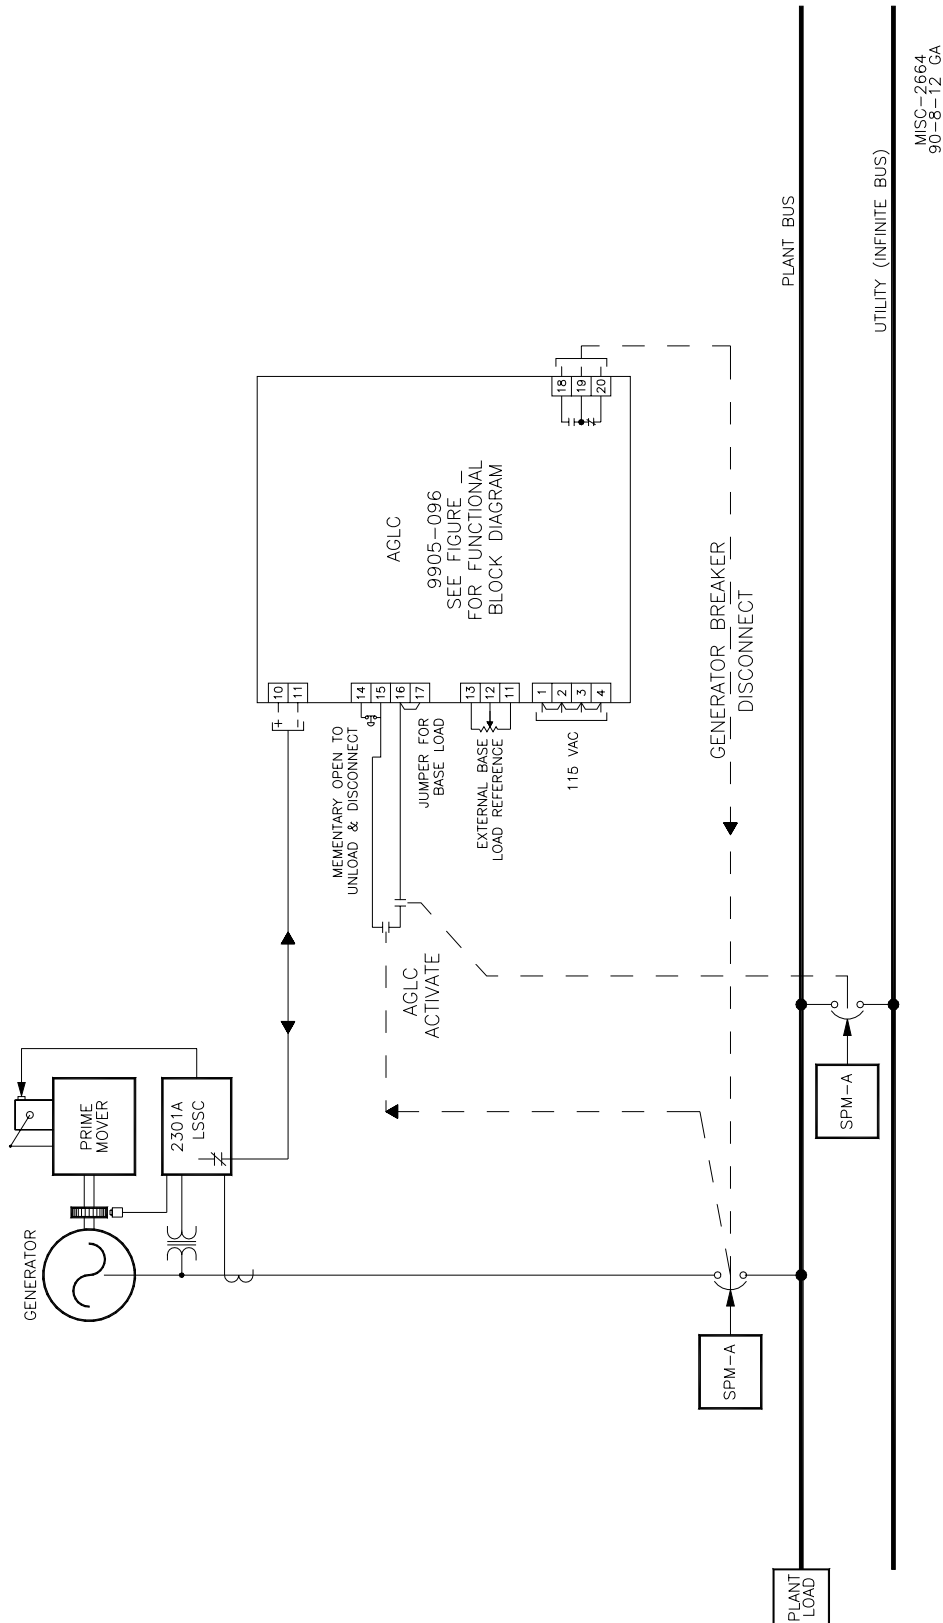 GENERATOR
PRIME
MOVER
2301A
LSSC
+
-
10
11
MEMENTARY OPEN TO
UNLOAD & DISCONNECT
14
15
16
17
JUMPER FOR
BASE LOAD
EXTERNAL BASE
LOAD REFERENCE
13
12
11
115 VAC
1
2
3
4
AGLC
9905-096
SEE FIGURE _
FOR FUNCTIONAL
BLOCK DIAGRAM
18
19
20
AGLC
ACTIVATE
GENERATOR BREAKER
DISCONNECT
SPM-A
SPM-A
PLANT
LOAD
PLANT BUS
UTILITY (INFINITE BUS)
MISC-2664
90-8-12 GA